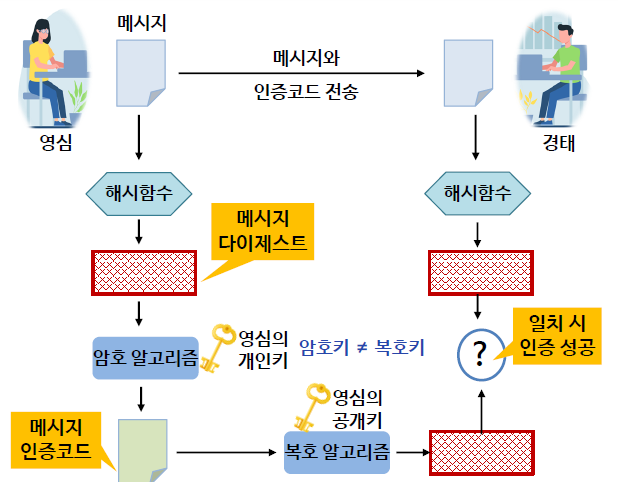 메시지
메시지와
인증코드 전송
영심
경태
해시함수
해시함수
메시지
다이제스트
일치 시
인증 성공
?
영심의
개인키
암호키 ≠ 복호키
암호 알고리즘
영심의
공개키
메시지
인증코드
복호 알고리즘